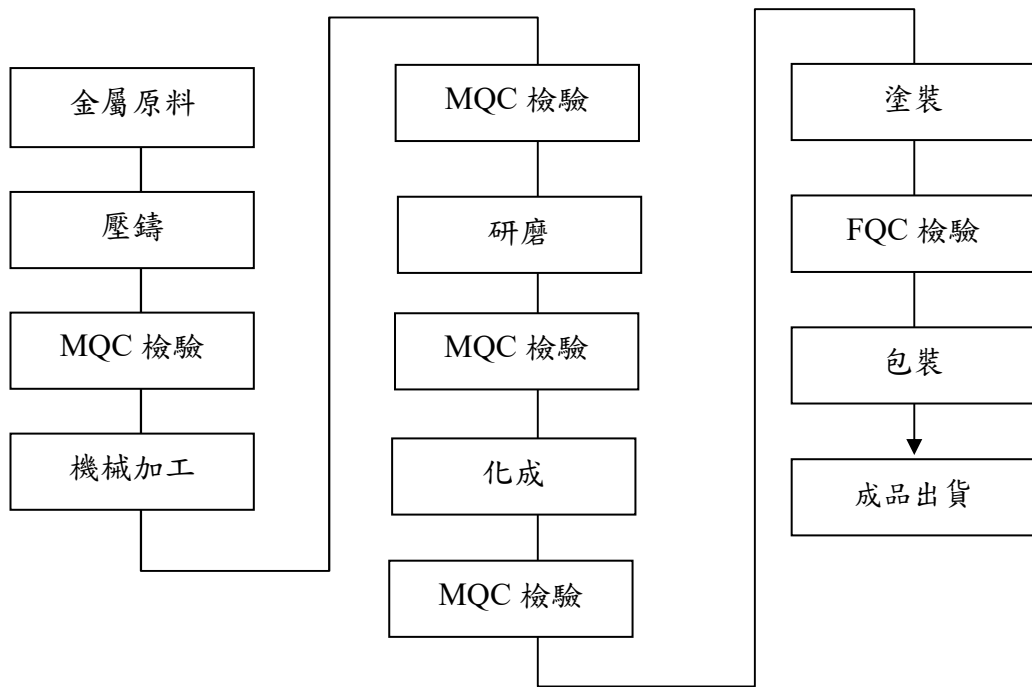 金屬原料
壓鑄
MQC 檢驗
機械加工
MQC 檢驗
研磨
MQC 檢驗
化成
MQC 檢驗
塗裝
FQC 檢驗
包裝
成品出貨